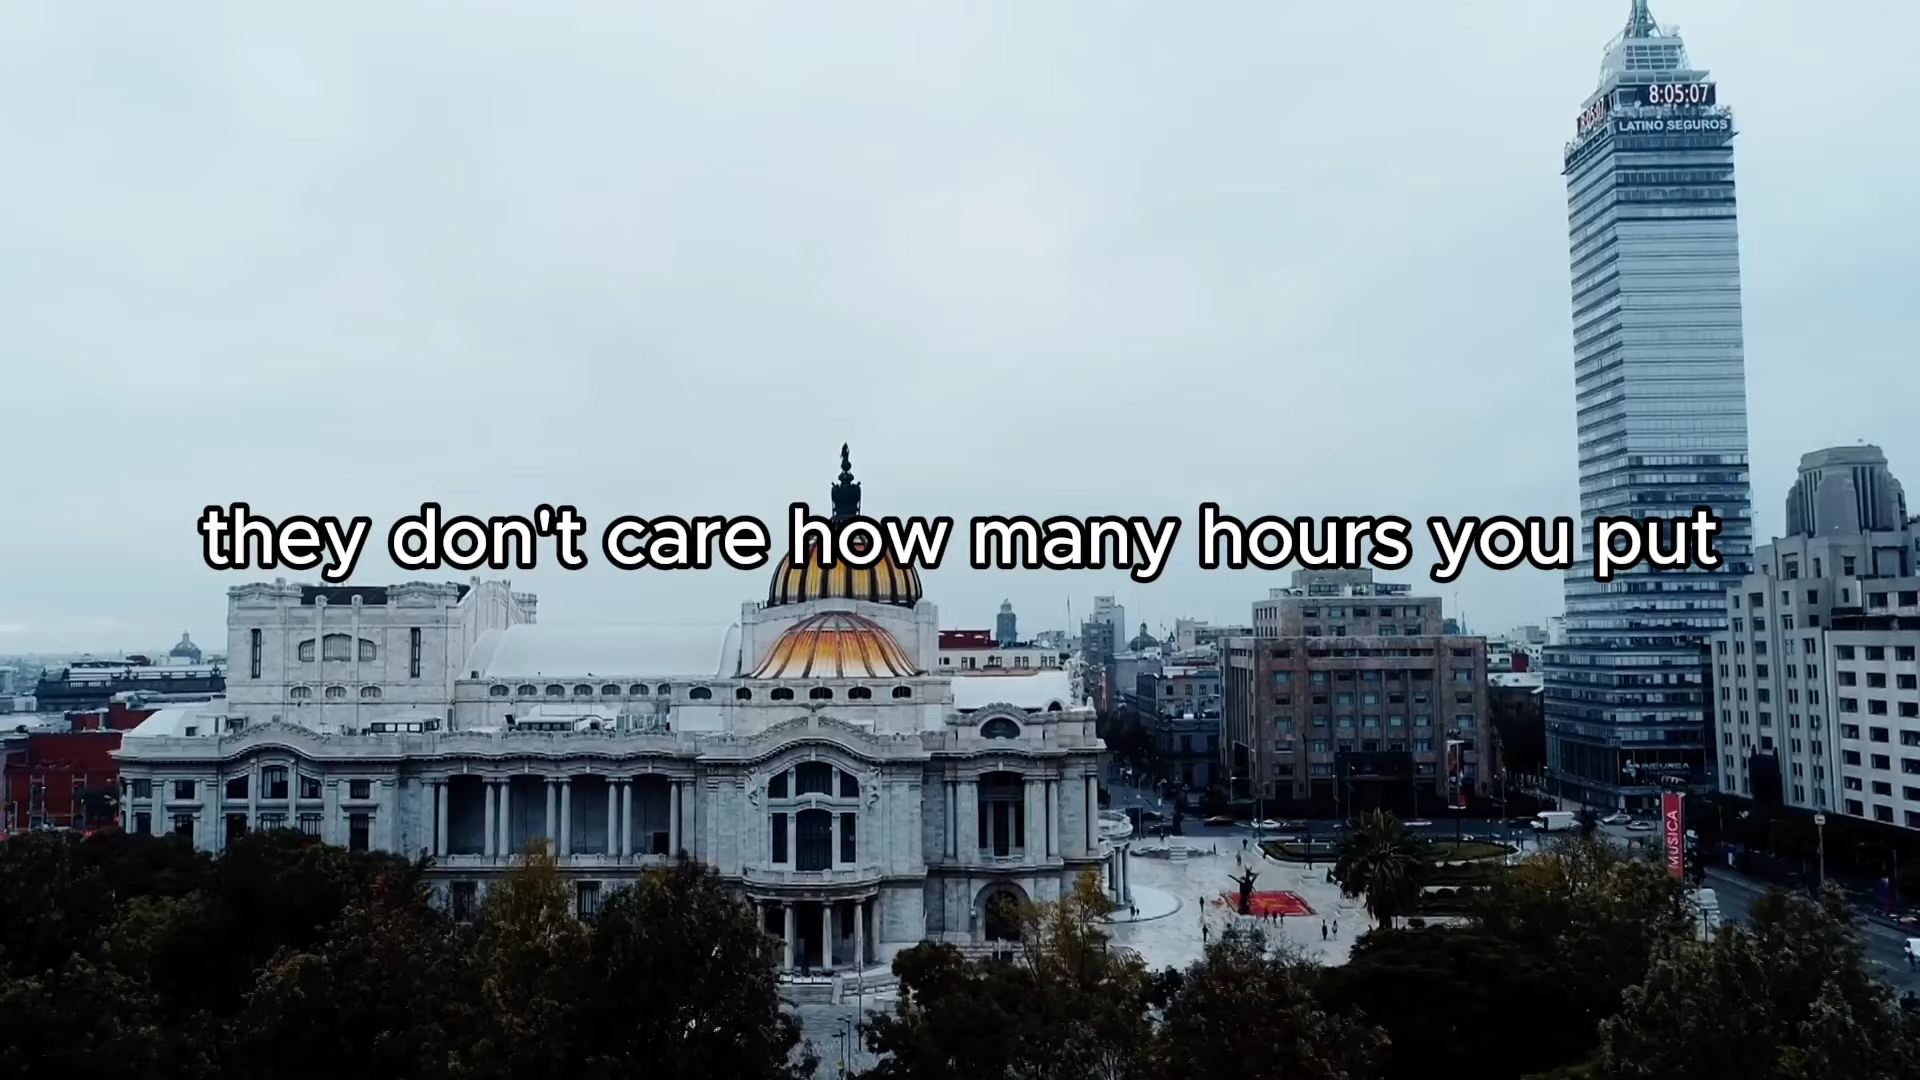 8:05:07
LATINO SEGUROS
they don't care how many hours you put
MUSICA